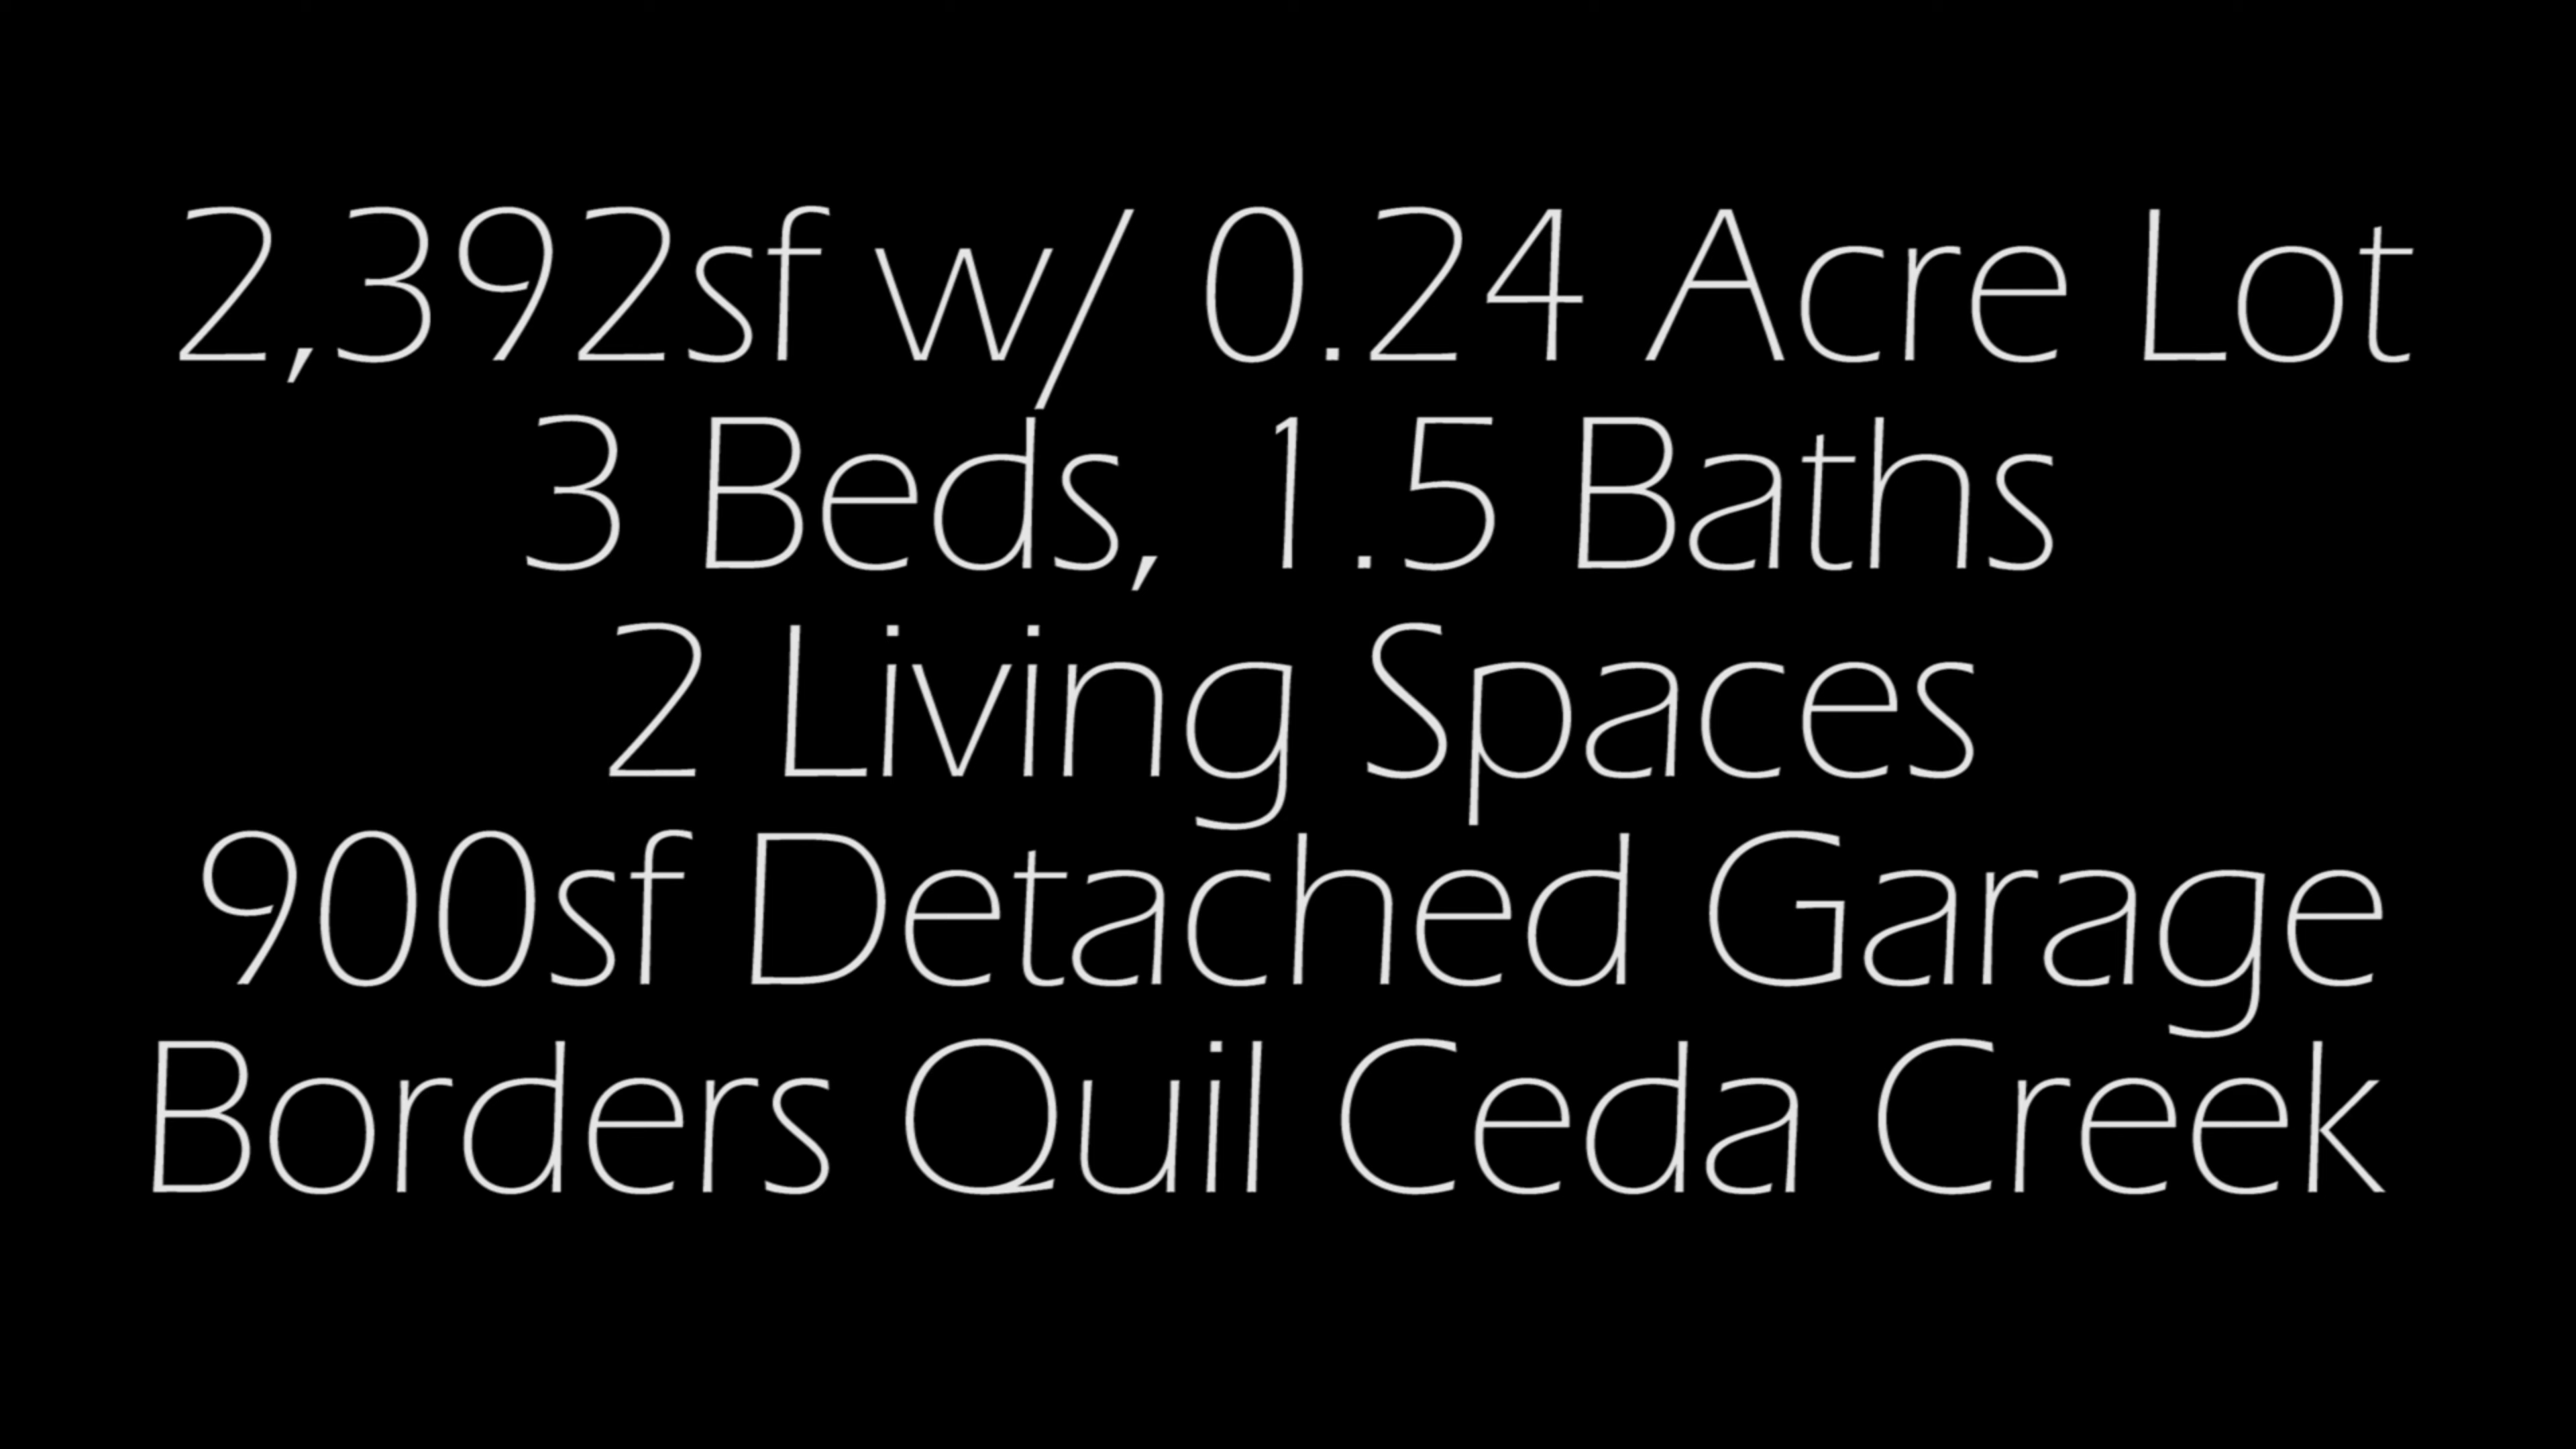 2,392sf w/ 0.24 Acre Lot
3 Beds, 1.5 Baths
2 Living Spaces
900sf Detached Garage
Borders Quil Ceda Creek